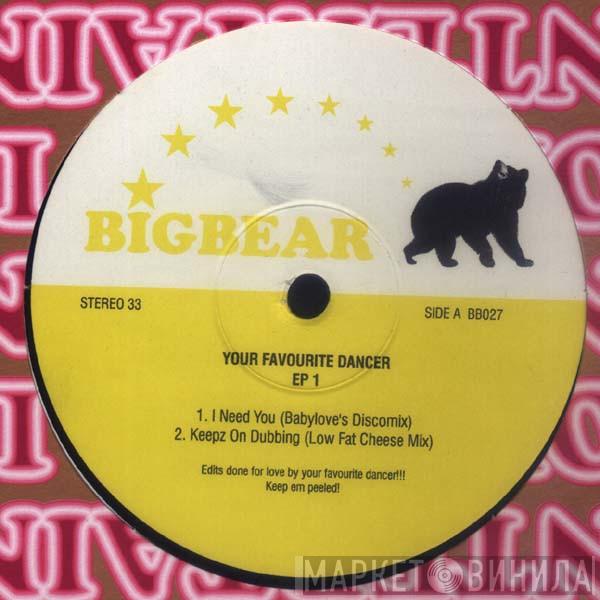 BIGBEAR
STEREO 33
SIDE A BB027
YOUR FAVOURITE DANCER
EP 1
1. I Need You (Babylove's Discomix)
2. Keepz On Dubbing (Low Fat Cheese Mix)
Edits done for love by your favourite dancer!!!
Keep em peeled!
МАРКЕТ ВИНИЛА